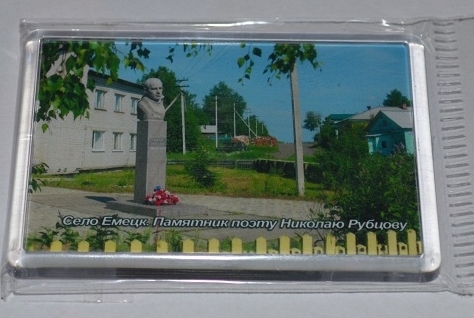 Село Емецк. Памятник поэту Николаю Рубцову